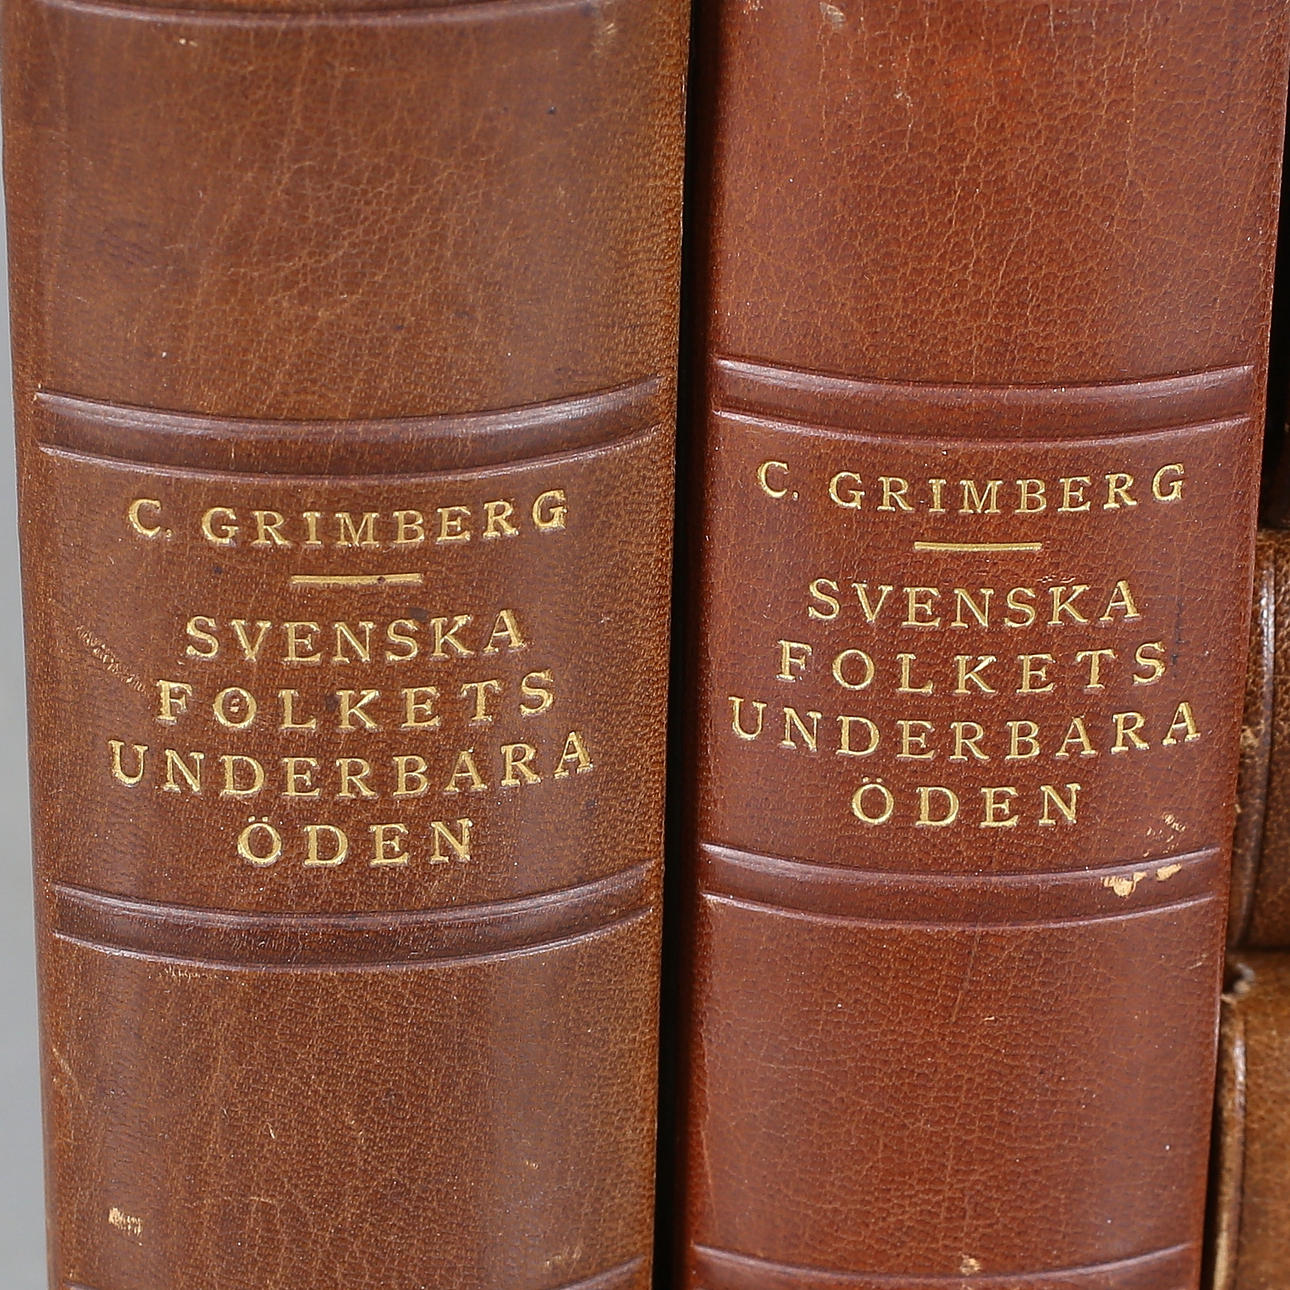 C. GRIMBERG
SVENSKA
FOLKETS
UNDERBARA
ÖDEN
C. GRIMBERG
SVENSKA
FOLKETS
UNDERBARA
ÖDEN